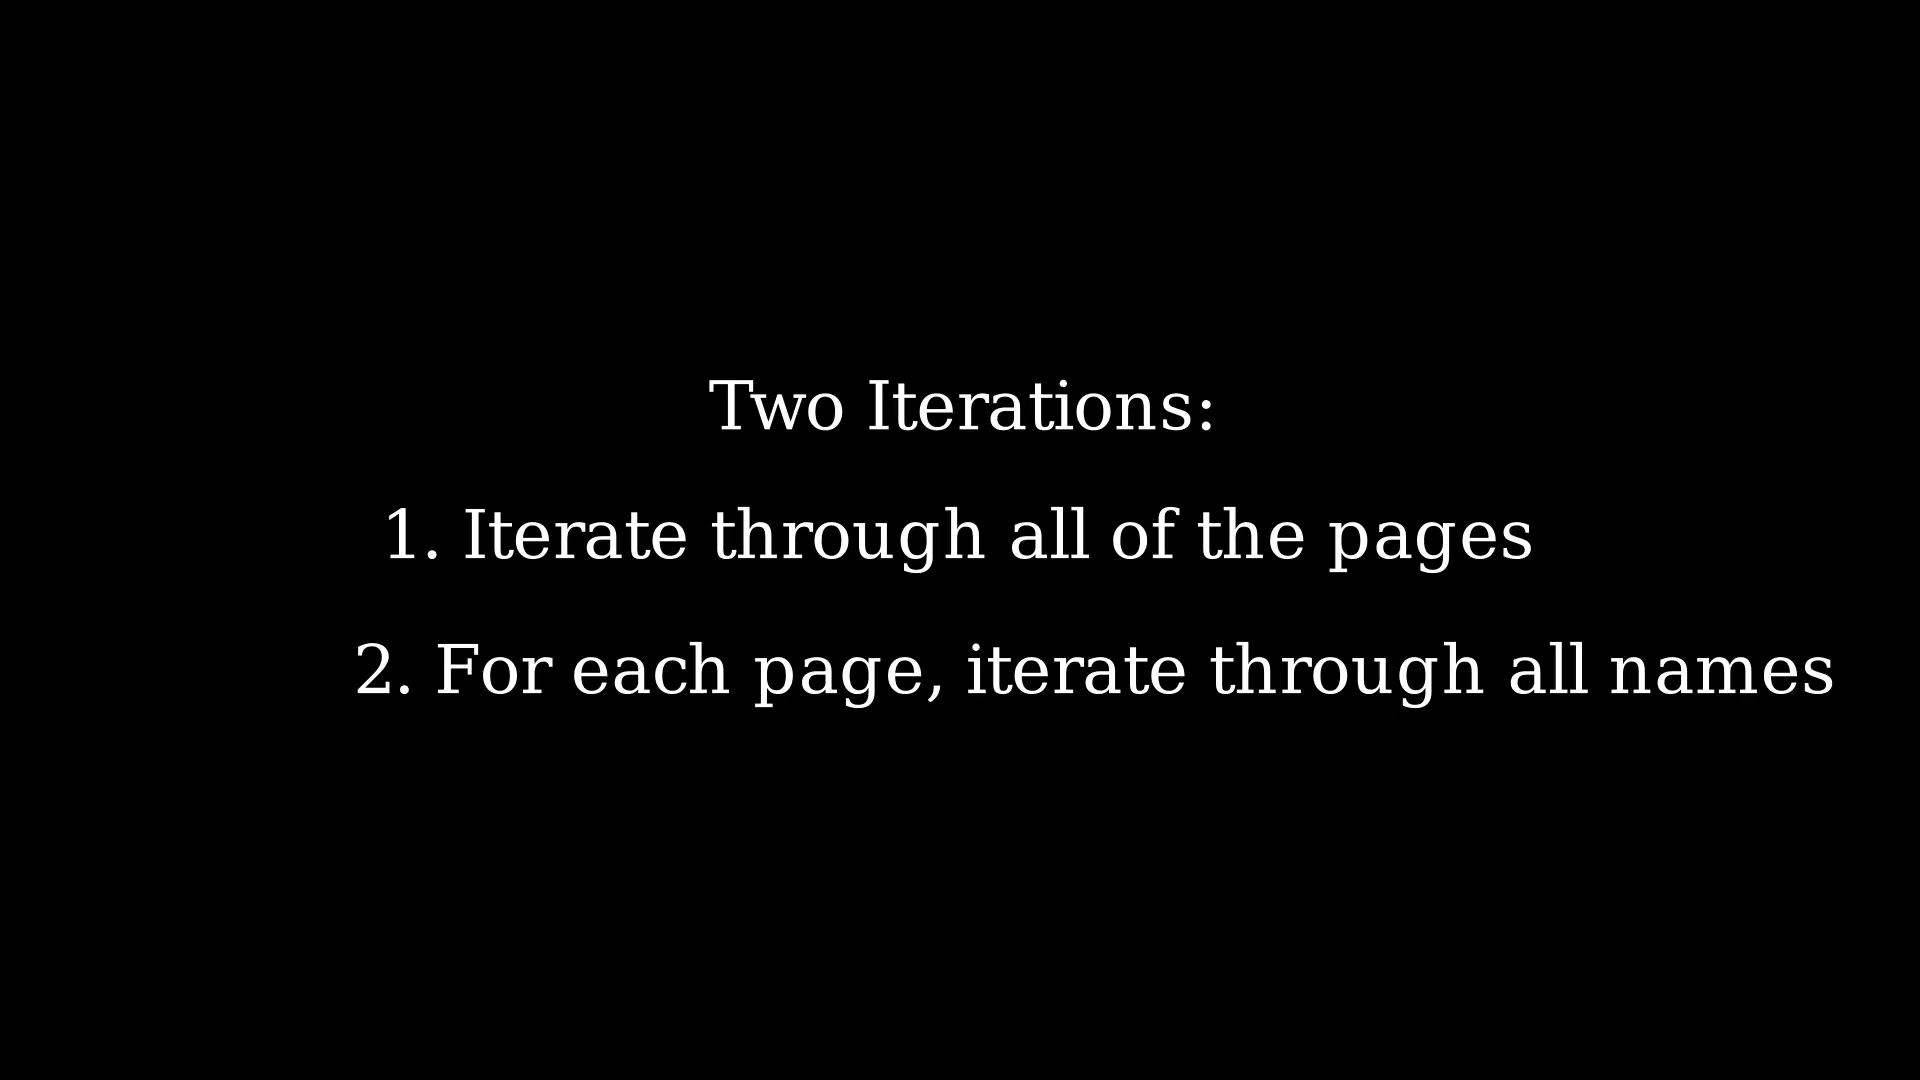 Two Iterations:
1. Iterate through all of the pages
2. For each page, iterate through all names